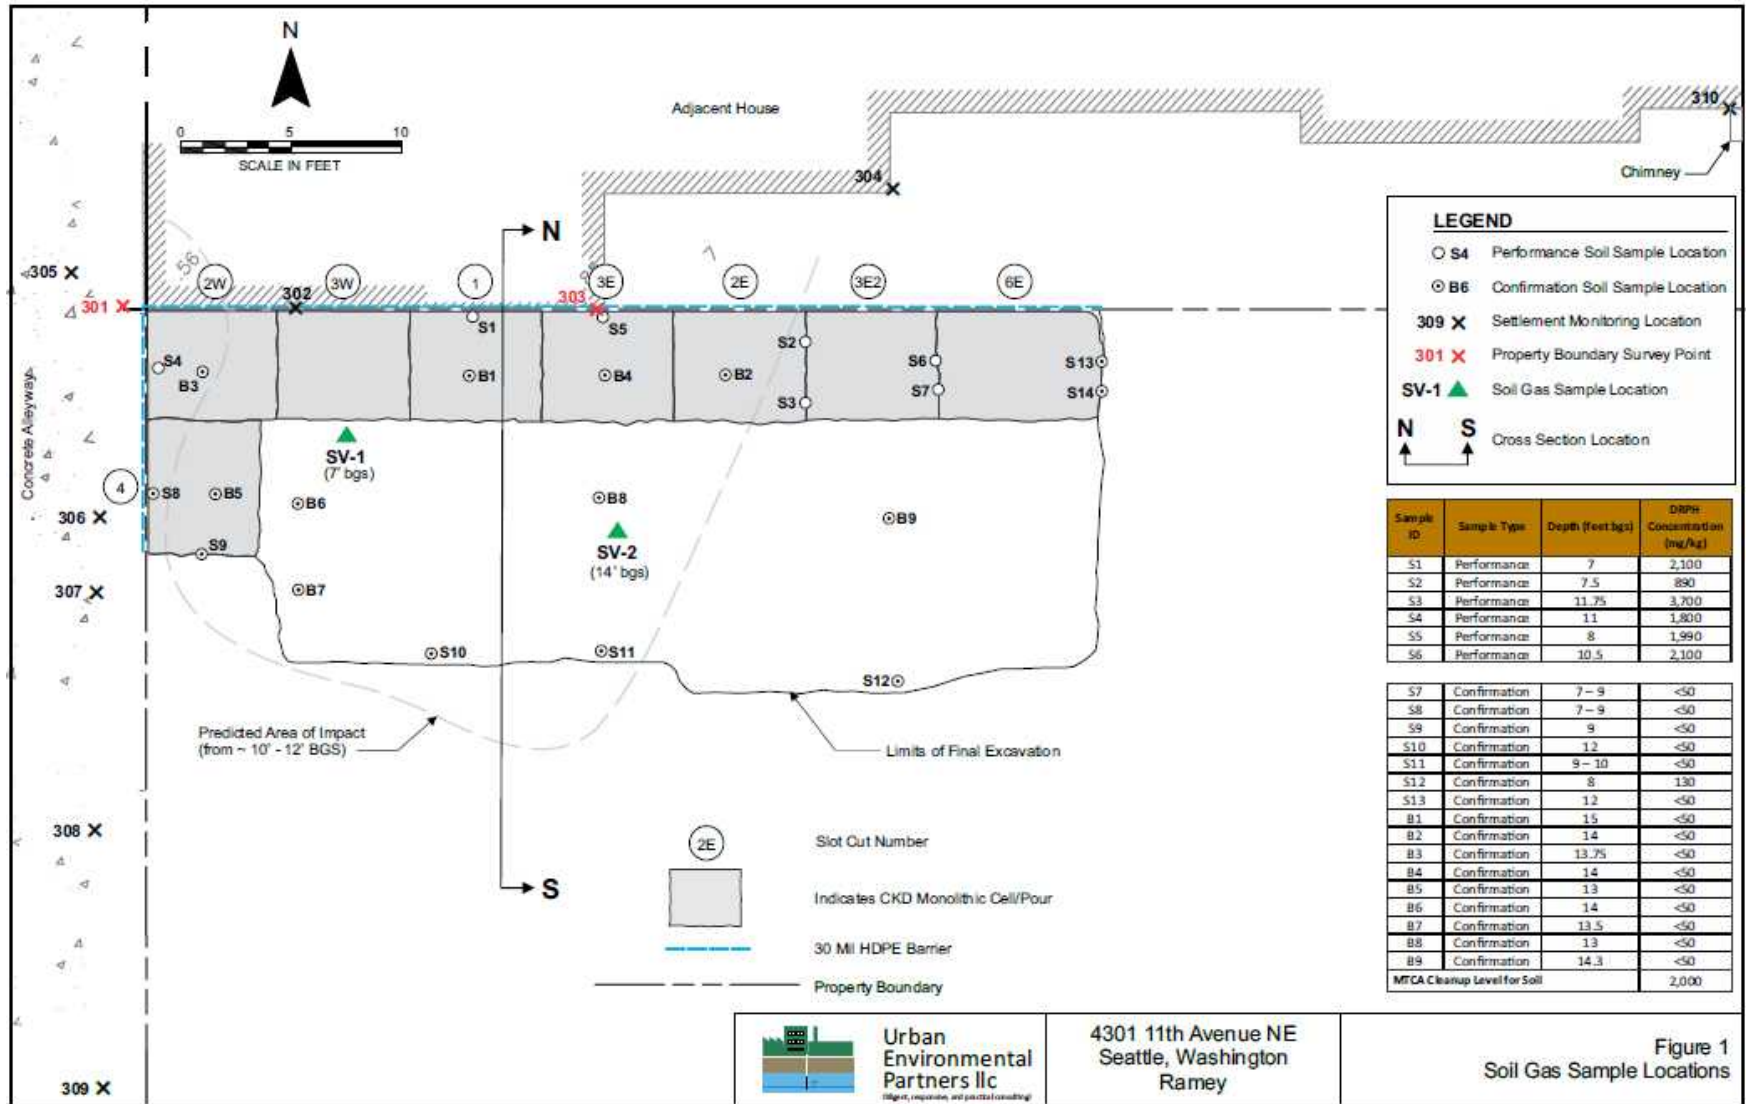 N
0 5 10
SCALE IN FEET
Adjacent House
310
Chimney
304
N
56
7
305
2W
302
3W
1
303
3E
2E
3E2
6E
301
S1
S5
S2
S4
B3
B1
B4
B2
S6
S13
S3
S7
S14
Concrete Alleyway
SV-1
(7' bgs)
4
S8
B5
B6
B8
B9
306
S9
SV-2
(14' bgs)
307
B7
S10
S11
S12
Predicted Area of Impact
(from ~ 10' - 12' BGS)
Limits of Final Excavation
308
2E
Slot Cut Number
S
Indicates CKD Monolithic Cell/Pour
30 Mil HDPE Barrier
Property Boundary
309
LEGEND
S4 Performance Soil Sample Location
B6 Confirmation Soil Sample Location
309 Settlement Monitoring Location
301 Property Boundary Survey Point
SV-1 Soil Gas Sample Location
N S Cross Section Location
Sample ID Sample Type Depth (feet bgs) DRPH Concentration (mg/kg)
S1 Performance 7 2,100
S2 Performance 7.5 890
S3 Performance 11.75 3,700
S4 Performance 11 1,800
S5 Performance 8 1,990
S6 Performance 10.5 2,100
S7 Confirmation 7 – 9 <50
S8 Confirmation 7 – 9 <50
S9 Confirmation 9 <50
S10 Confirmation 12 <50
S11 Confirmation 9 – 10 <50
S12 Confirmation 8 130
S13 Confirmation 12 <50
B1 Confirmation 15 <50
B2 Confirmation 14 <50
B3 Confirmation 13.75 <50
B4 Confirmation 14 <50
B5 Confirmation 13 <50
B6 Confirmation 14 <50
B7 Confirmation 13.5 <50
B8 Confirmation 13 <50
B9 Confirmation 14.3 <50
MTCA Cleanup Level for Soil 2,000
Urban
Environmental
Partners llc
(diligent, responsive, and practical consulting)
4301 11th Avenue NE
Seattle, Washington
Ramey
Figure 1
Soil Gas Sample Locations